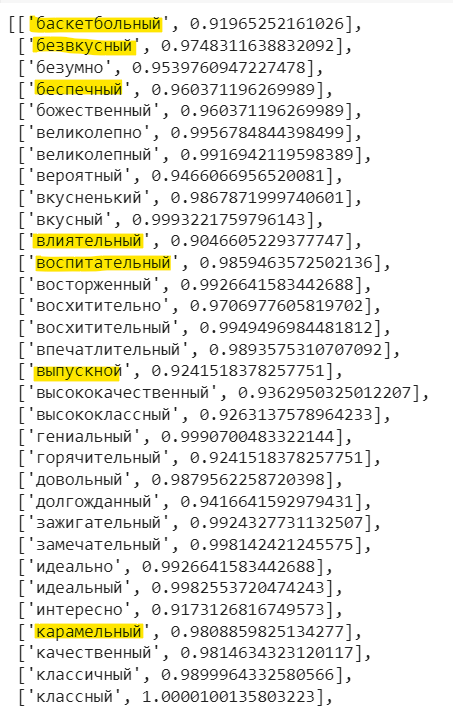 [['баскетбольный', 0.91965252161026],
['безвкусный', 0.9748311638832092],
['безумно', 0.9539760947227478],
['беспечный', 0.960371196269989],
['божественный', 0.960371196269989],
['великолепно', 0.9956784844398499],
['великолепный', 0.9916942119598389],
['вероятный', 0.9466066956520081],
['вкусненький', 0.9867871999740601],
['вкусный', 0.9993221759796143],
['влиятельный', 0.9046605229377747],
['воспитательный', 0.9859463572502136],
['восторженный', 0.9926641583442688],
['восхитительно', 0.9706977605819702],
['восхитительный', 0.9949496984481812],
['впечатлительный', 0.9893575310707092],
['выпускной', 0.9241518378257751],
['высококачественный', 0.9362950325012207],
['высококлассный', 0.9263137578964233],
['гениальный', 0.9990700483322144],
['горячительный', 0.9241518378257751],
['довольный', 0.9879562258720398],
['долгожданный', 0.9416641592979431],
['зажигательный', 0.9924327731132507],
['замечательный', 0.998142421245575],
['идеально', 0.9926641583442688],
['идеальный', 0.9982553720474243],
['интересно', 0.9173126816749573],
['карамельный', 0.9808859825134277],
['качественный', 0.9814634323120117],
['классичный', 0.9899964332580566],
['классный', 1.0000100135803223],